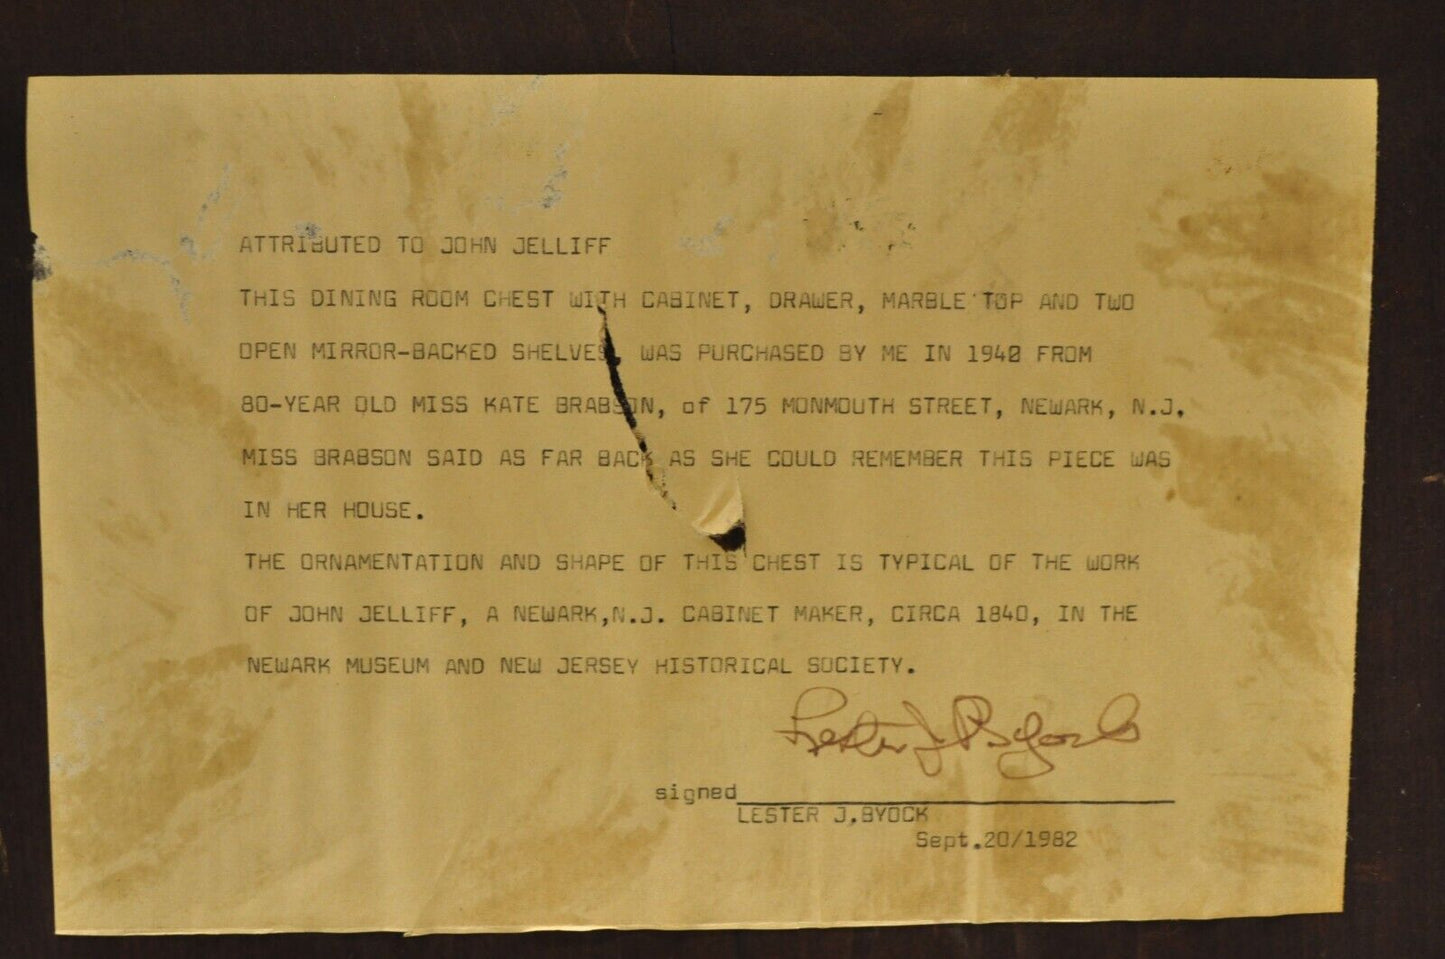 ATTRIBUTED TO JOHN JELLIFF
THIS DINING ROOM CHEST WITH CABINET, DRAWER, MARBLE TOP AND TWO
OPEN MIRROR-BACKED SHELVES, WAS PURCHASED BY ME IN 1940 FROM
80-YEAR OLD MISS KATE BRABSON, of 175 MONMOUTH STREET, NEWARK, N.J.
MISS BRABSON SAID AS FAR BACK AS SHE COULD REMEMBER THIS PIECE WAS
IN HER HOUSE.
THE ORNAMENTATION AND SHAPE OF THIS CHEST IS TYPICAL OF THE WORK
OF JOHN JELLIFF, A NEWARK,N.J. CABINET MAKER, CIRCA 1840, IN THE
NEWARK MUSEUM AND NEW JERSEY HISTORICAL SOCIETY.
Lester J. Byock
signed
LESTER J.BYOCK
Sept.20/1982